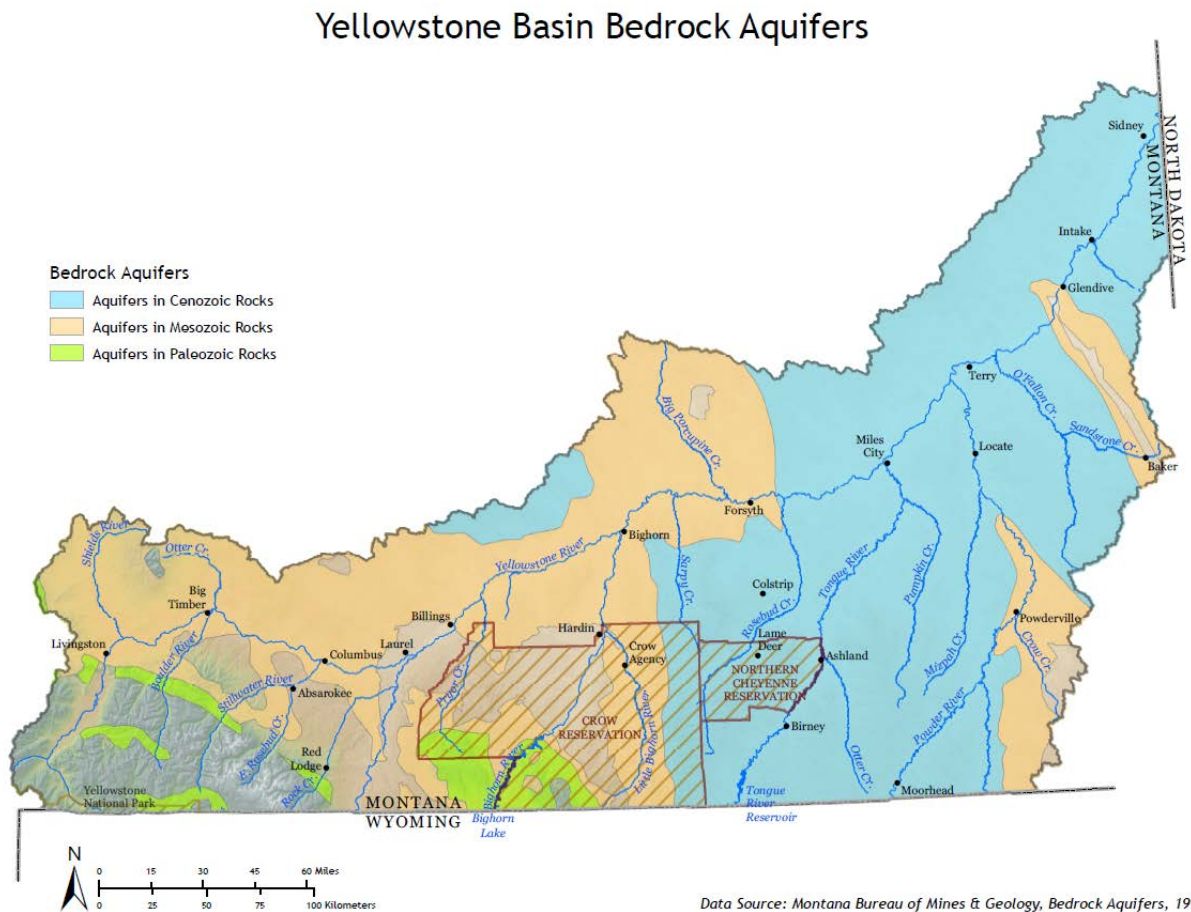 Yellowstone Basin Bedrock Aquifers
Sidney
NORTH DAKOTA
MONTANA
Intake
Glendive
Bedrock Aquifers
Aquifers in Cenozoic Rocks
Aquifers in Mesozoic Rocks
Aquifers in Paleozoic Rocks
Terry
O'Fallon Cr.
Big Porcupine Cr.
Sandstone Cr.
Miles
City
Locate
Baker
Forsyth
Shields River
Otter Cr.
Bighorn
Yellowstone River
Sarpy Cr.
Tongue River
Pumpkin Cr.
Big
Timber
Colstrip
Rosebud Cr.
Billings
Powderville
Livingston
Boulder River
Columbus
Laurel
Hardin
Lame
Deer
Crow
Agency
Ashland
Crow Cr.
Mizpah Cr.
NORTHERN
CHEYENNE
RESERVATION
Stillwater River
Absarokee
Pryor Cr.
CROW
RESERVATION
Little Bighorn River
Birney
Powder River
E. Rosebud Cr.
Red
Lodge
Rock Cr.
Bighorn River
Otter Cr.
Yellowstone
National Park
MONTANA
WYOMING
Bighorn
Lake
Tongue
River
Reservoir
Moorhead
N
0 15 30 45 60 Miles
0 25 50 75 100 Kilometers
Data Source: Montana Bureau of Mines & Geology, Bedrock Aquifers, 19